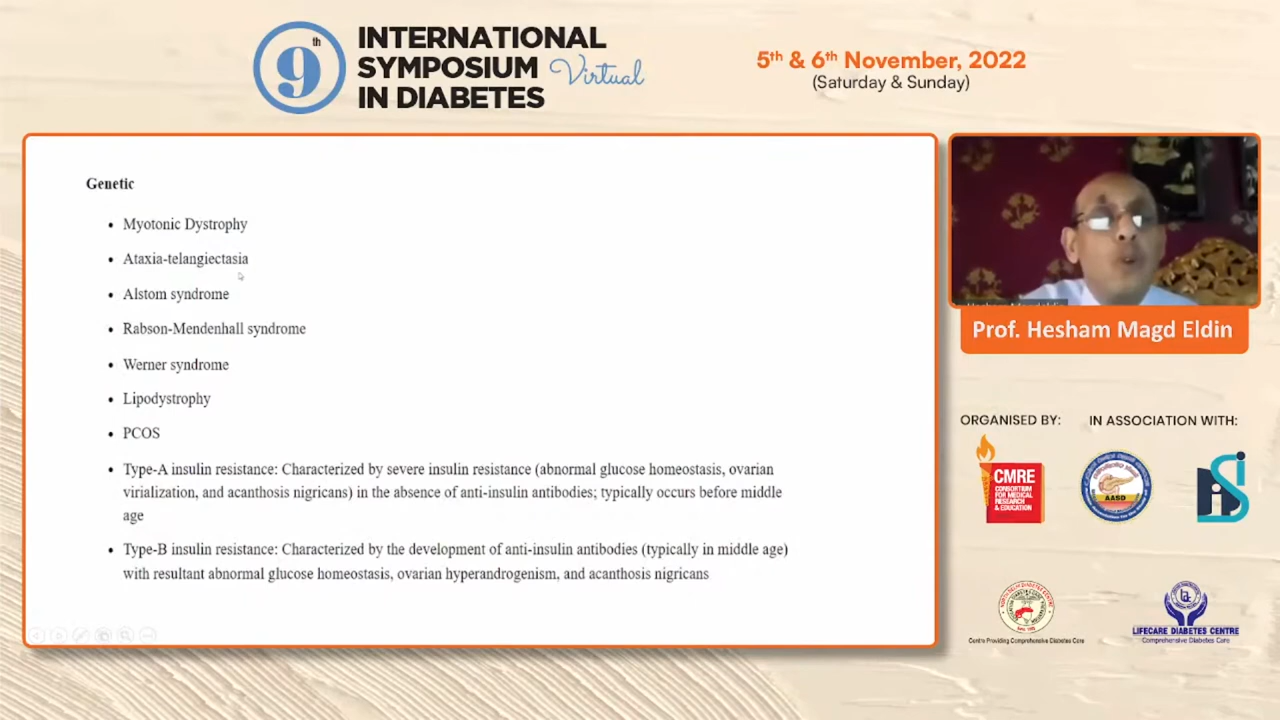 9th
INTERNATIONAL
SYMPOSIUM Virtual
IN DIABETES
5th & 6th November, 2022
(Saturday & Sunday)
Genetic
• Myotonic Dystrophy
• Ataxia-telangiectasia
• Alstom syndrome
• Rabson-Mendenhall syndrome
• Werner syndrome
• Lipodystrophy
• PCOS
• Type-A insulin resistance: Characterized by severe insulin resistance (abnormal glucose homeostasis, ovarian
virialization, and acanthosis nigricans) in the absence of anti-insulin antibodies; typically occurs before middle
age
• Type-B insulin resistance: Characterized by the development of anti-insulin antibodies (typically in middle age)
with resultant abnormal glucose homeostasis, ovarian hyperandrogenism, and acanthosis nigricans
Prof. Hesham Magd Eldin
ORGANISED BY:
IN ASSOCIATION WITH:
CMRE
CONSORTIUM
FOR MEDICAL
RESEARCH
& EDUCATION
AASD
Centre Providing Comprehensive Diabetes Care
LIFECARE DIABETES CENTRE
Comprehensive Diabetes Care